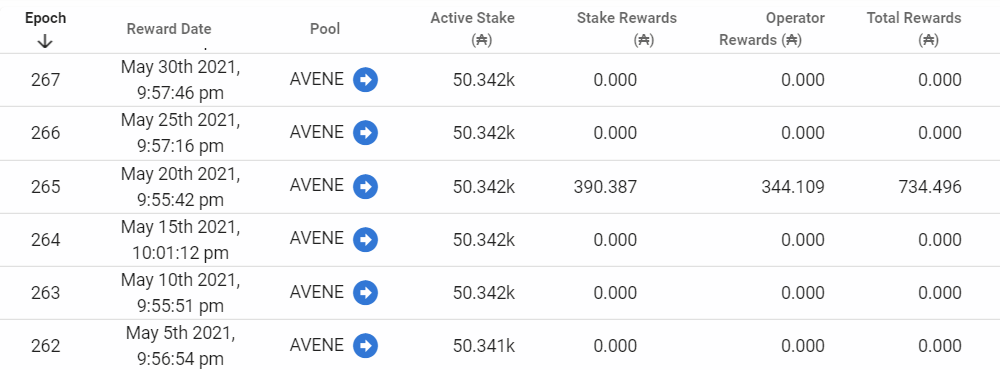 Epoch Reward Date Pool Active Stake (₳) Stake Rewards (₳) Operator Rewards (₳) Total Rewards (₳)
267 May 30th 2021, 9:57:46 pm AVENE 50.342k 0.000 0.000 0.000
266 May 25th 2021, 9:57:16 pm AVENE 50.342k 0.000 0.000 0.000
265 May 20th 2021, 9:55:42 pm AVENE 50.342k 390.387 344.109 734.496
264 May 15th 2021, 10:01:12 pm AVENE 50.342k 0.000 0.000 0.000
263 May 10th 2021, 9:55:51 pm AVENE 50.342k 0.000 0.000 0.000
262 May 5th 2021, 9:56:54 pm AVENE 50.341k 0.000 0.000 0.000